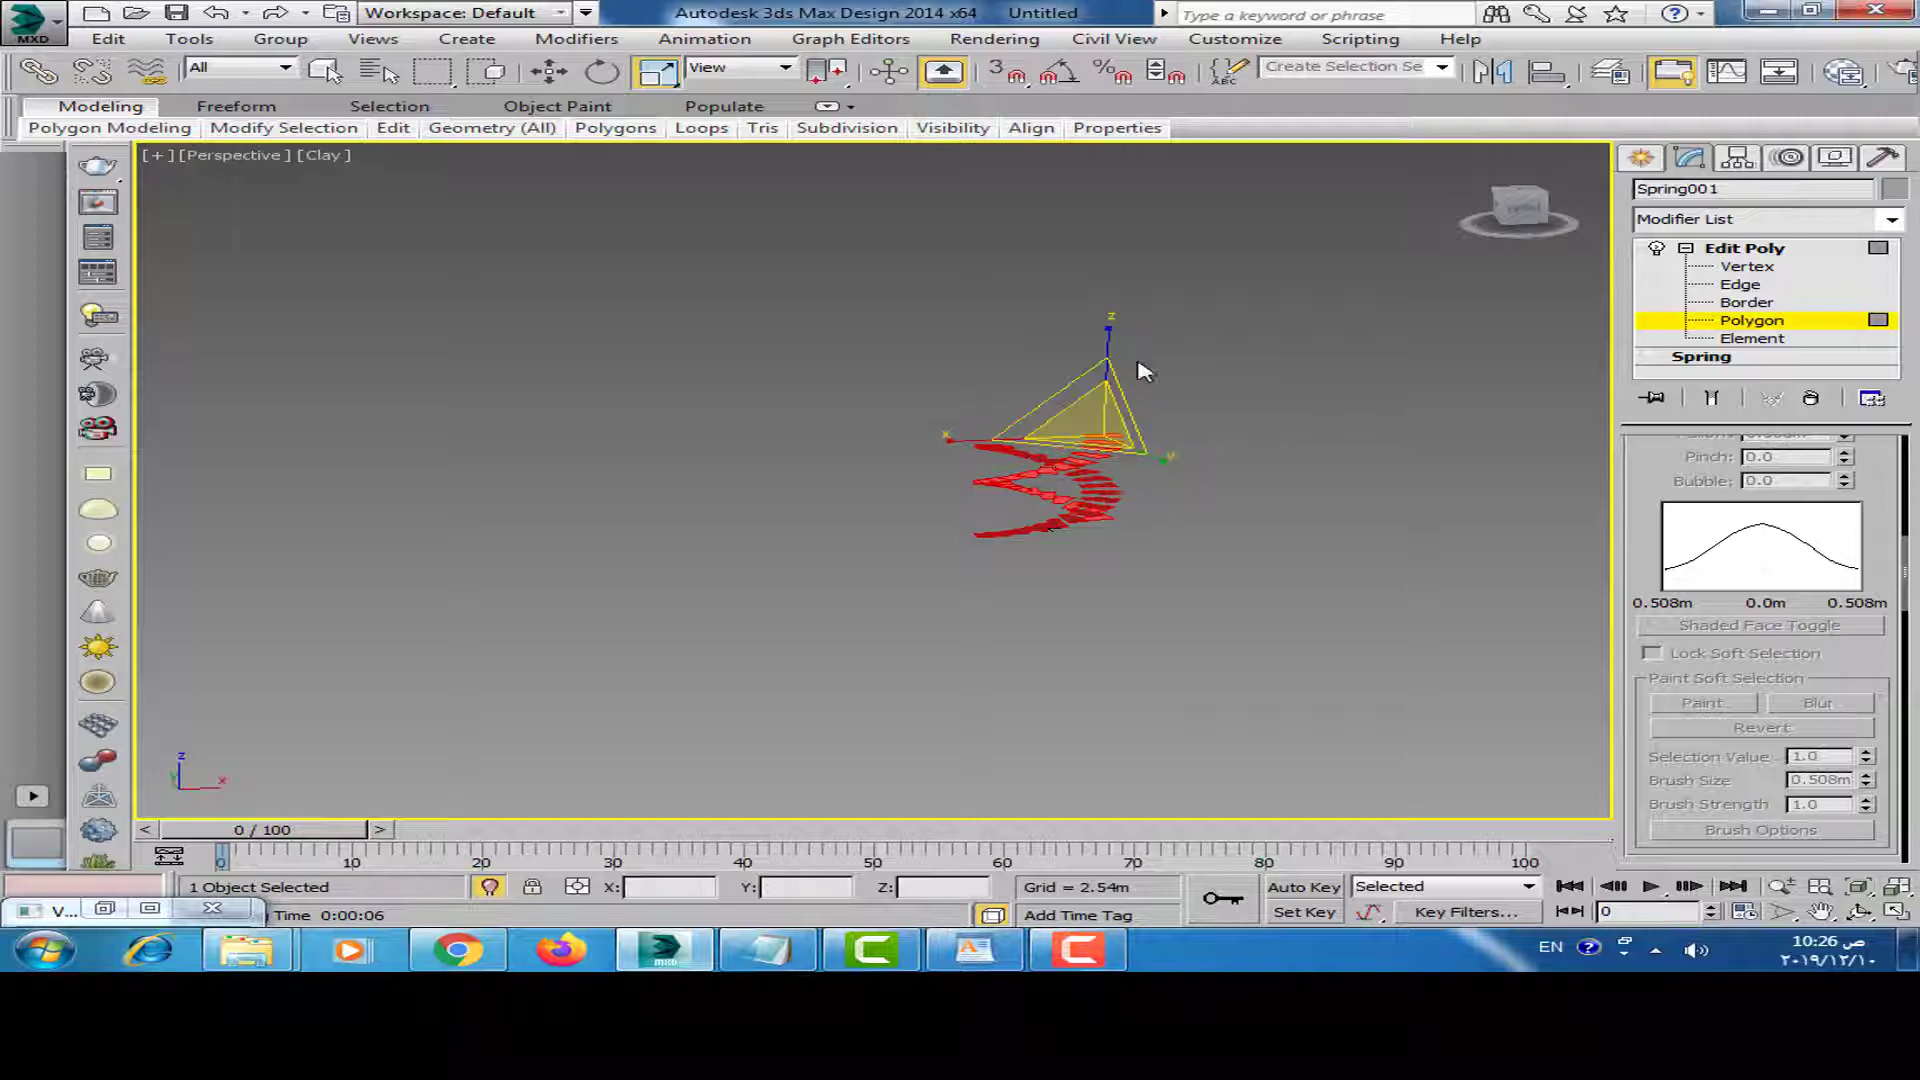 Workspace: Default
Autodesk 3ds Max Design 2014 x64 Untitled
Type a keyword or phrase
MXD
Edit Tools Group Views Create Modifiers Animation Graph Editors Rendering Civil View Customize Scripting Help
All
View
3
ABC
Create Selection Se
Modeling Freeform Selection Object Paint Populate
Polygon Modeling Modify Selection Edit Geometry (All) Polygons Loops Tris Subdivision Visibility Align Properties
[+] [Perspective] [Clay]
Spring001
Modifier List
Edit Poly
Vertex
Edge
Border
Polygon
Element
Spring
z
x
y
Pinch: 0.0
Bubble: 0.0
0.508m 0.0m 0.508m
Shaded Face Toggle
Lock Soft Selection
Paint Soft Selection
Paint Blur
Revert
Selection Value 1.0
Brush Size 0.508m
Brush Strength 1.0
Brush Options
z
y
x
< 0 / 100 >
0 10 20 30 40 50 60 70 80 90 100
1 Object Selected X: Y: Z: Grid = 2.54m Auto Key Selected
V... Time 0:00:06 Add Time Tag Set Key Key Filters... 0
EN
10:26 ص
٢٠١٩/١٢/١٠